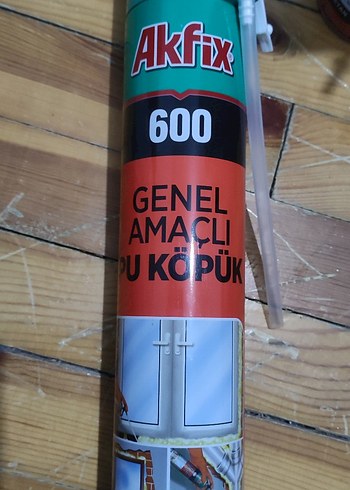 Akfix
600
GENEL
AMAÇLI
PU KÖPÜK